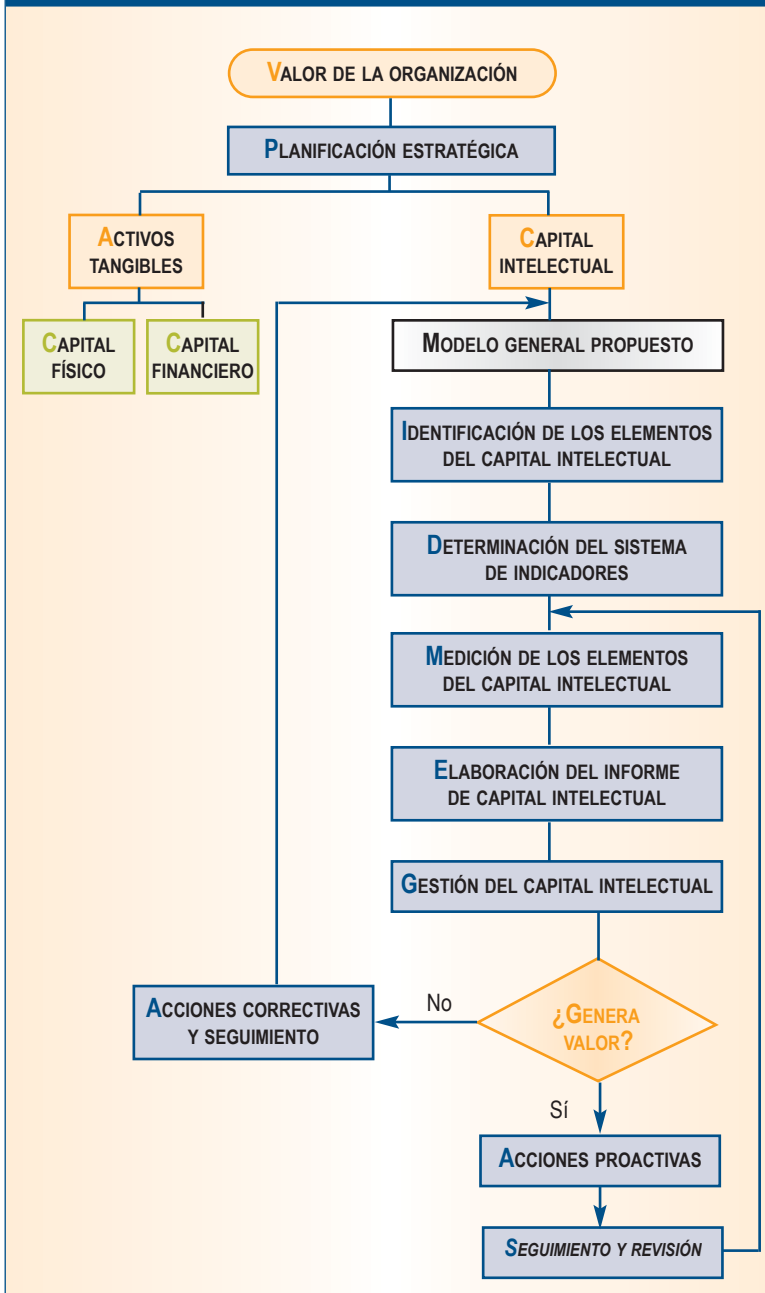 VALOR DE LA ORGANIZACIÓN
PLANIFICACIÓN ESTRATÉGICA
ACTIVOS
TANGIBLES
CAPITAL
INTELECTUAL
CAPITAL
FÍSICO
CAPITAL
FINANCIERO
MODELO GENERAL PROPUESTO
IDENTIFICACIÓN DE LOS ELEMENTOS
DEL CAPITAL INTELECTUAL
DETERMINACIÓN DEL SISTEMA
DE INDICADORES
MEDICIÓN DE LOS ELEMENTOS
DEL CAPITAL INTELECTUAL
ELABORACIÓN DEL INFORME
DE CAPITAL INTELECTUAL
GESTIÓN DEL CAPITAL INTELECTUAL
¿GENERA
VALOR?
No
ACCIONES CORRECTIVAS
Y SEGUIMIENTO
Sí
ACCIONES PROACTIVAS
SEGUIMIENTO Y REVISIÓN